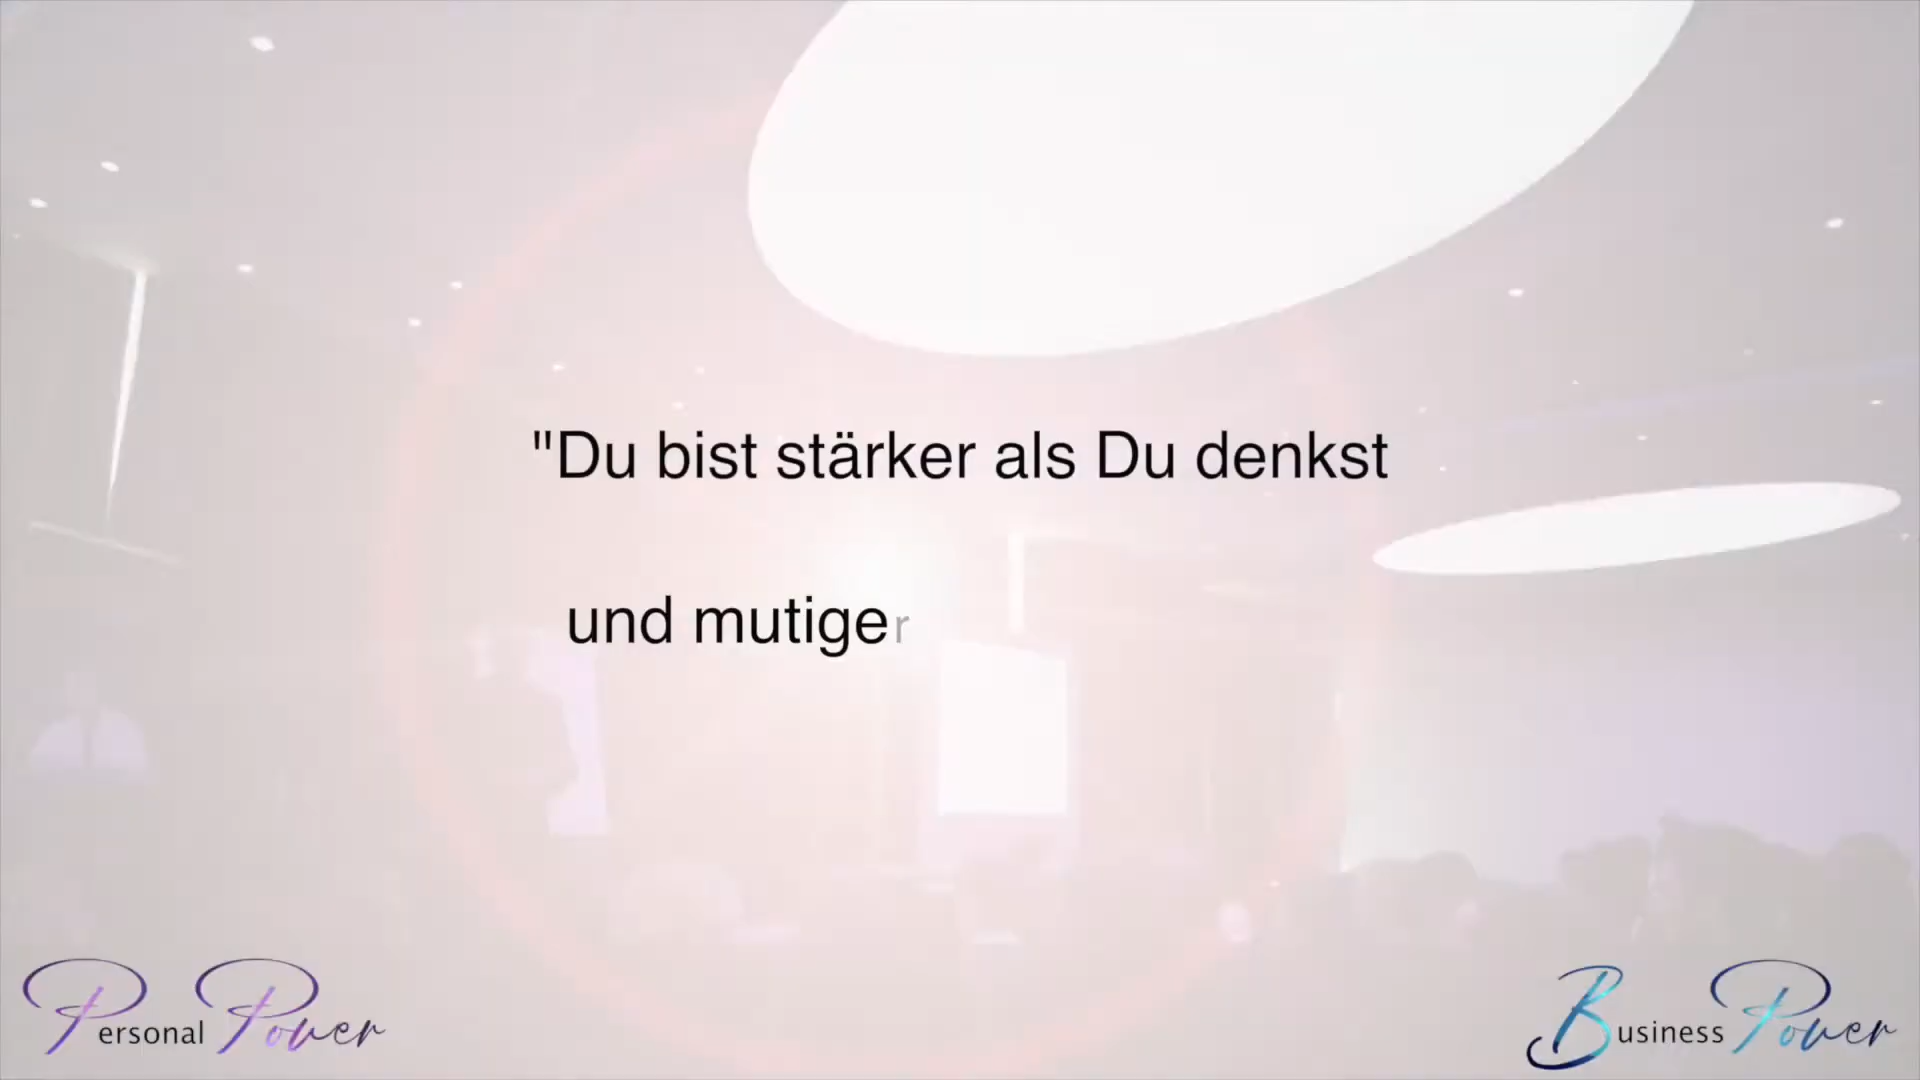 "Du bist stärker als Du denkst
und mutiger
Personal Power
Business Power